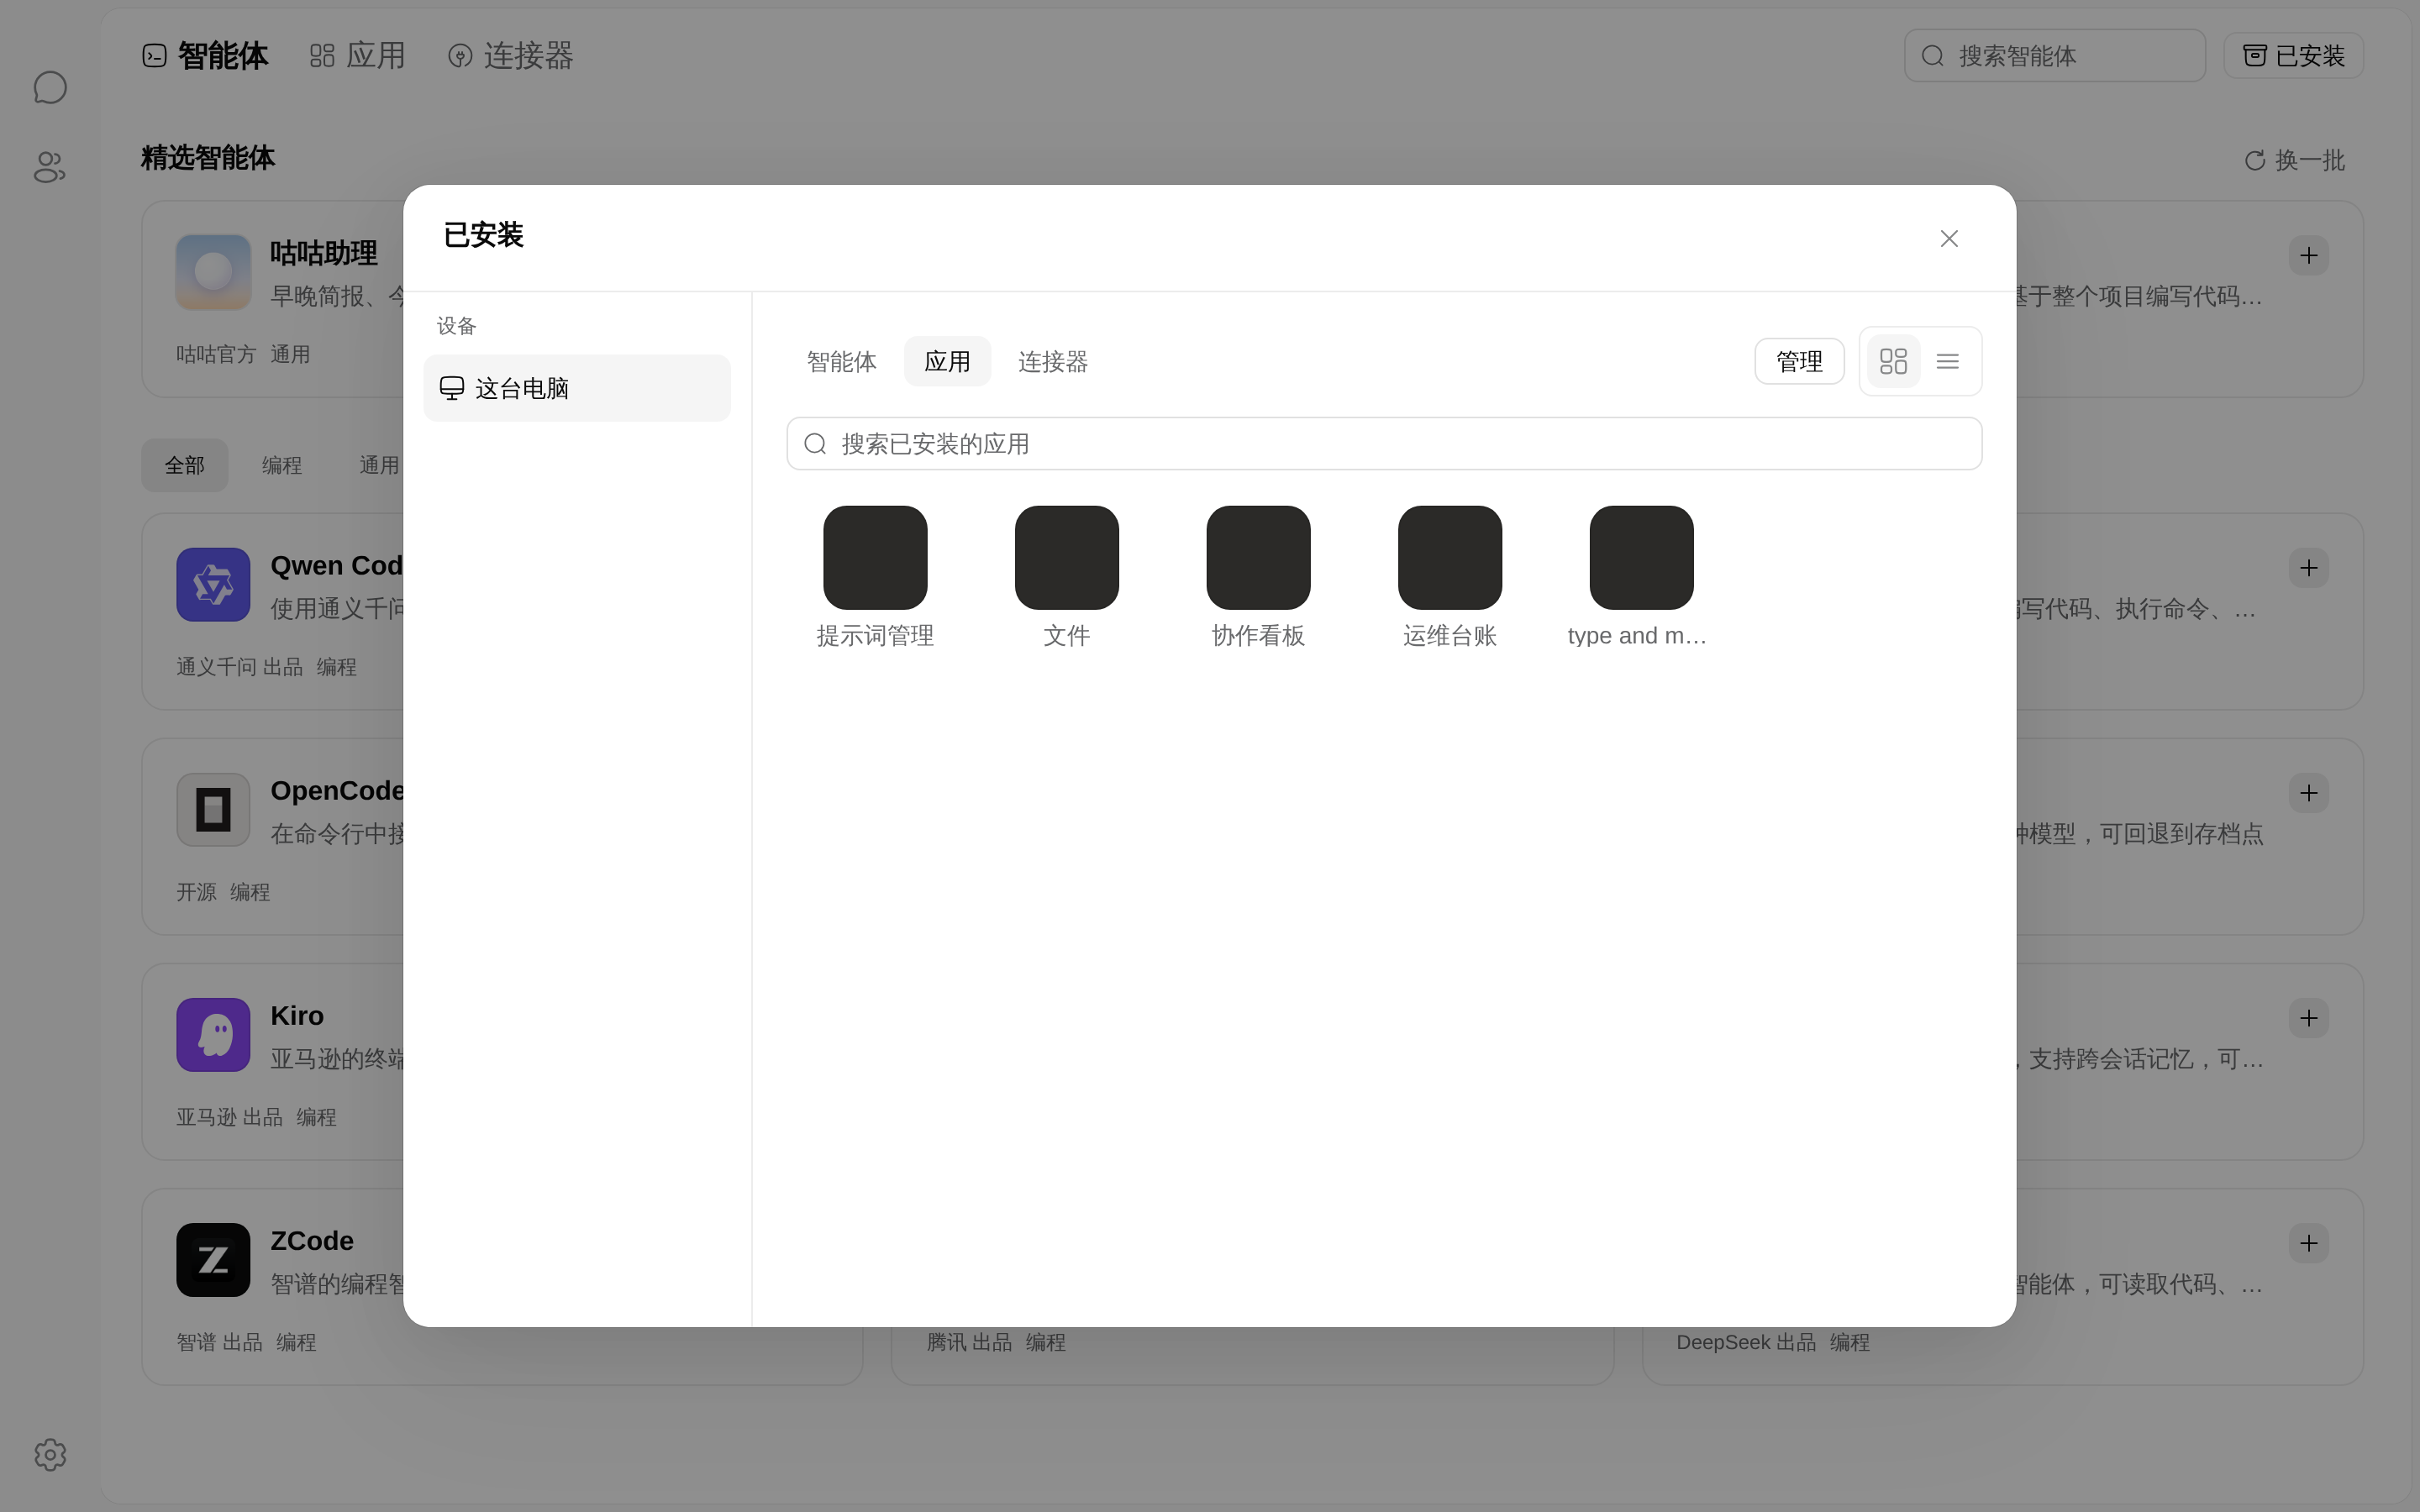 智能体 应用 连接器 搜索智能体 已安装
精选智能体 换一批
咕咕助理
早晚简报、今
基于整个项目编写代码…
咕咕官方 通用
已安装
设备
这台电脑
智能体 应用 连接器 管理
搜索已安装的应用
提示词管理 文件 协作看板 运维台账 type and m…
全部 编程 通用
Qwen Cod
使用通义千问
写代码、执行命令、…
通义千问 出品 编程
OpenCode
在命令行中接
种模型，可回退到存档点
开源 编程
Kiro
亚马逊的终端
，支持跨会话记忆，可…
亚马逊 出品 编程
ZCode
智谱的编程智
智能体，可读取代码、…
智谱 出品 编程
腾讯 出品 编程
DeepSeek 出品 编程